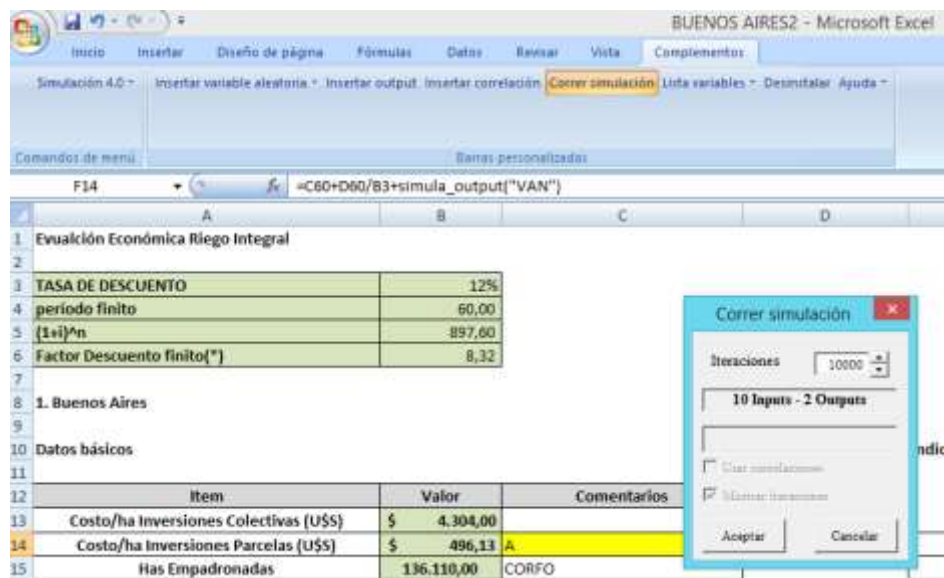 BUENOS AIRES2 - Microsoft Excel
Inicio Insertar Diseño de página Fórmulas Datos Revisar Vista Complementos
Simulación 4.0 Insertar variable aleatoria Insertar output Insertar correlación Correr simulación Lista variables Desinstalar Ayuda
Comandos de menú Barras personalizadas
F14 fx =C60+D60/B3+simula_output("VAN")
A B C D
1 Evualción Económica Riego Integral
2
3 TASA DE DESCUENTO 12%
4 periodo finito 60,00
5 (1+i)^n 897,60
6 Factor Descuento finito(*) 8,32
7
8 1. Buenos Aires
9
10 Datos básicos
11
12 Item Valor Comentarios
13 Costo/ha Inversiones Colectivas (U$S) $ 4.304,00
14 Costo/ha Inversiones Parcelas (U$S) $ 496,13 A
15 Has Empadronadas 136.110,00 CORFO
Correr simulación
Iteraciones 10000
10 Inputs - 2 Outputs
Usar correlaciones
Mostrar iteraciones
Aceptar Cancelar
ndic